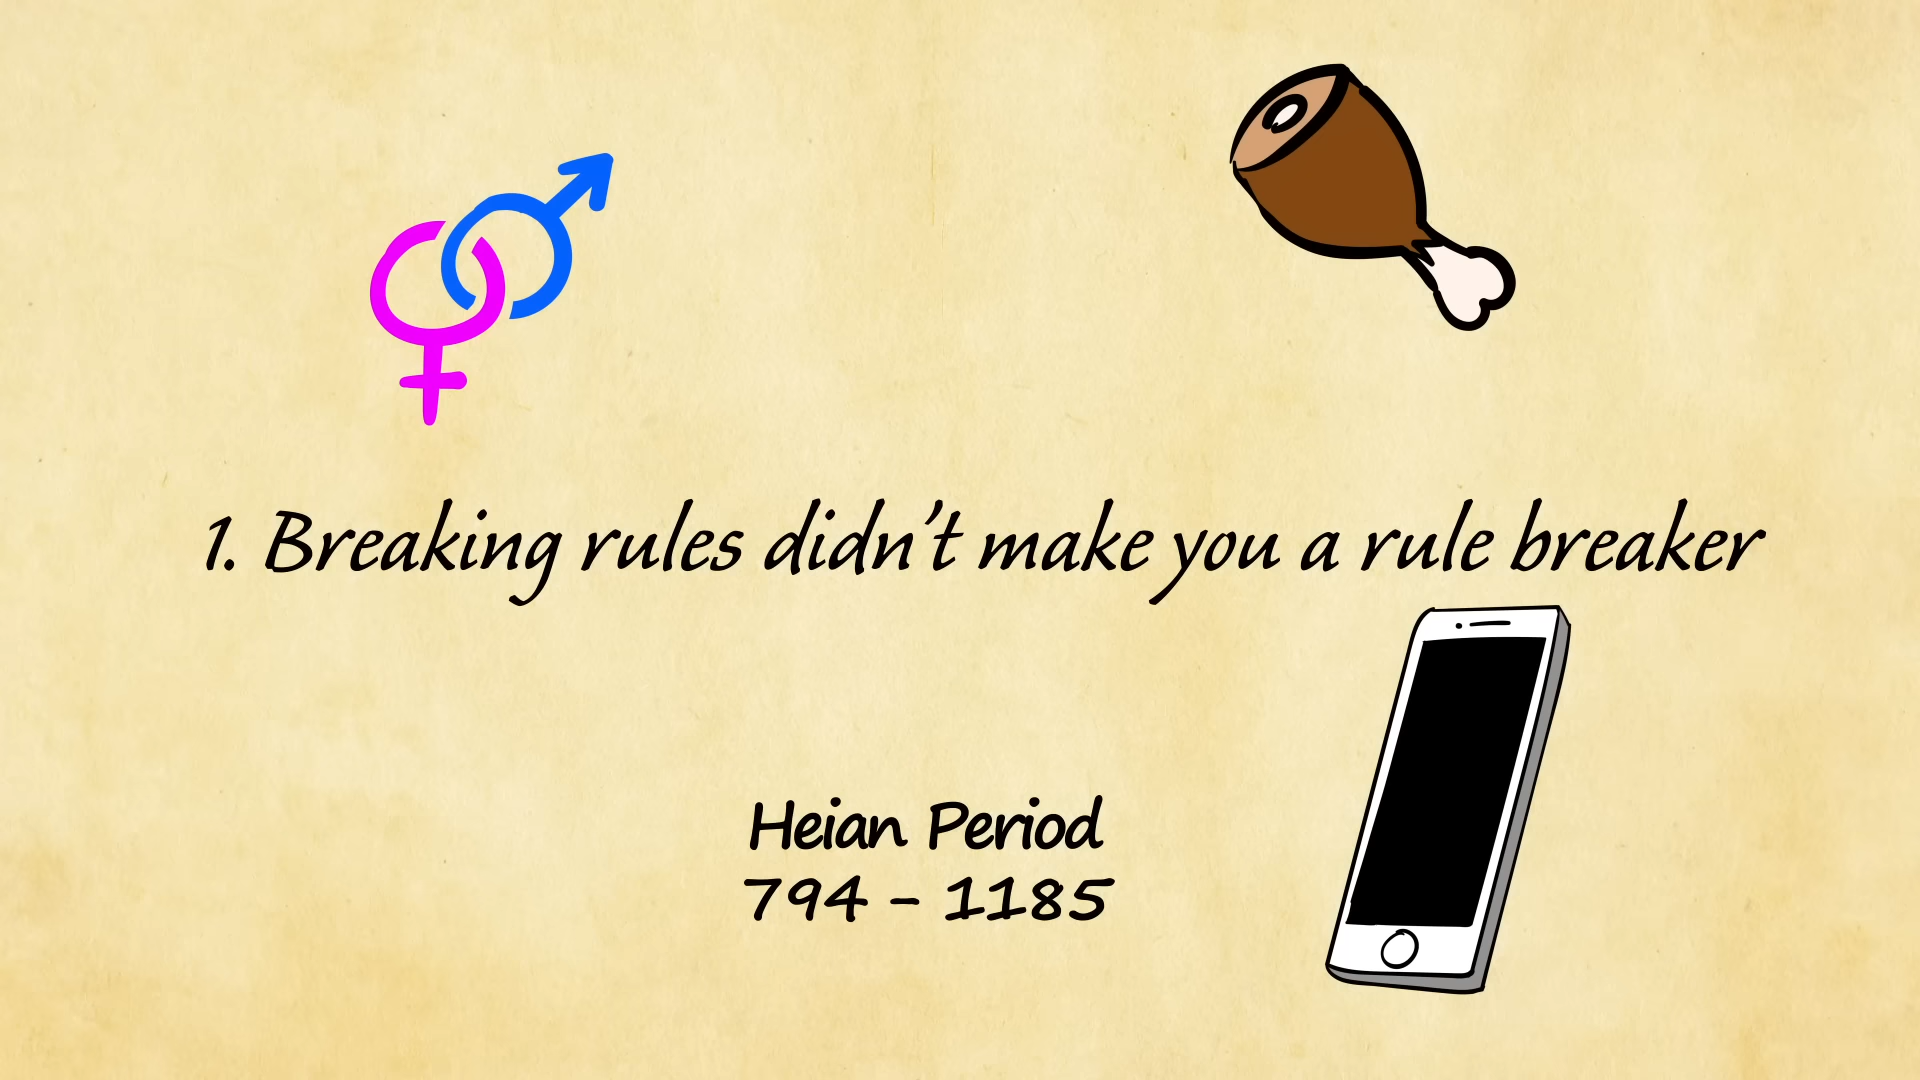 1. Breaking rules didn’t make you a rule breaker
Heian Period
794 – 1185